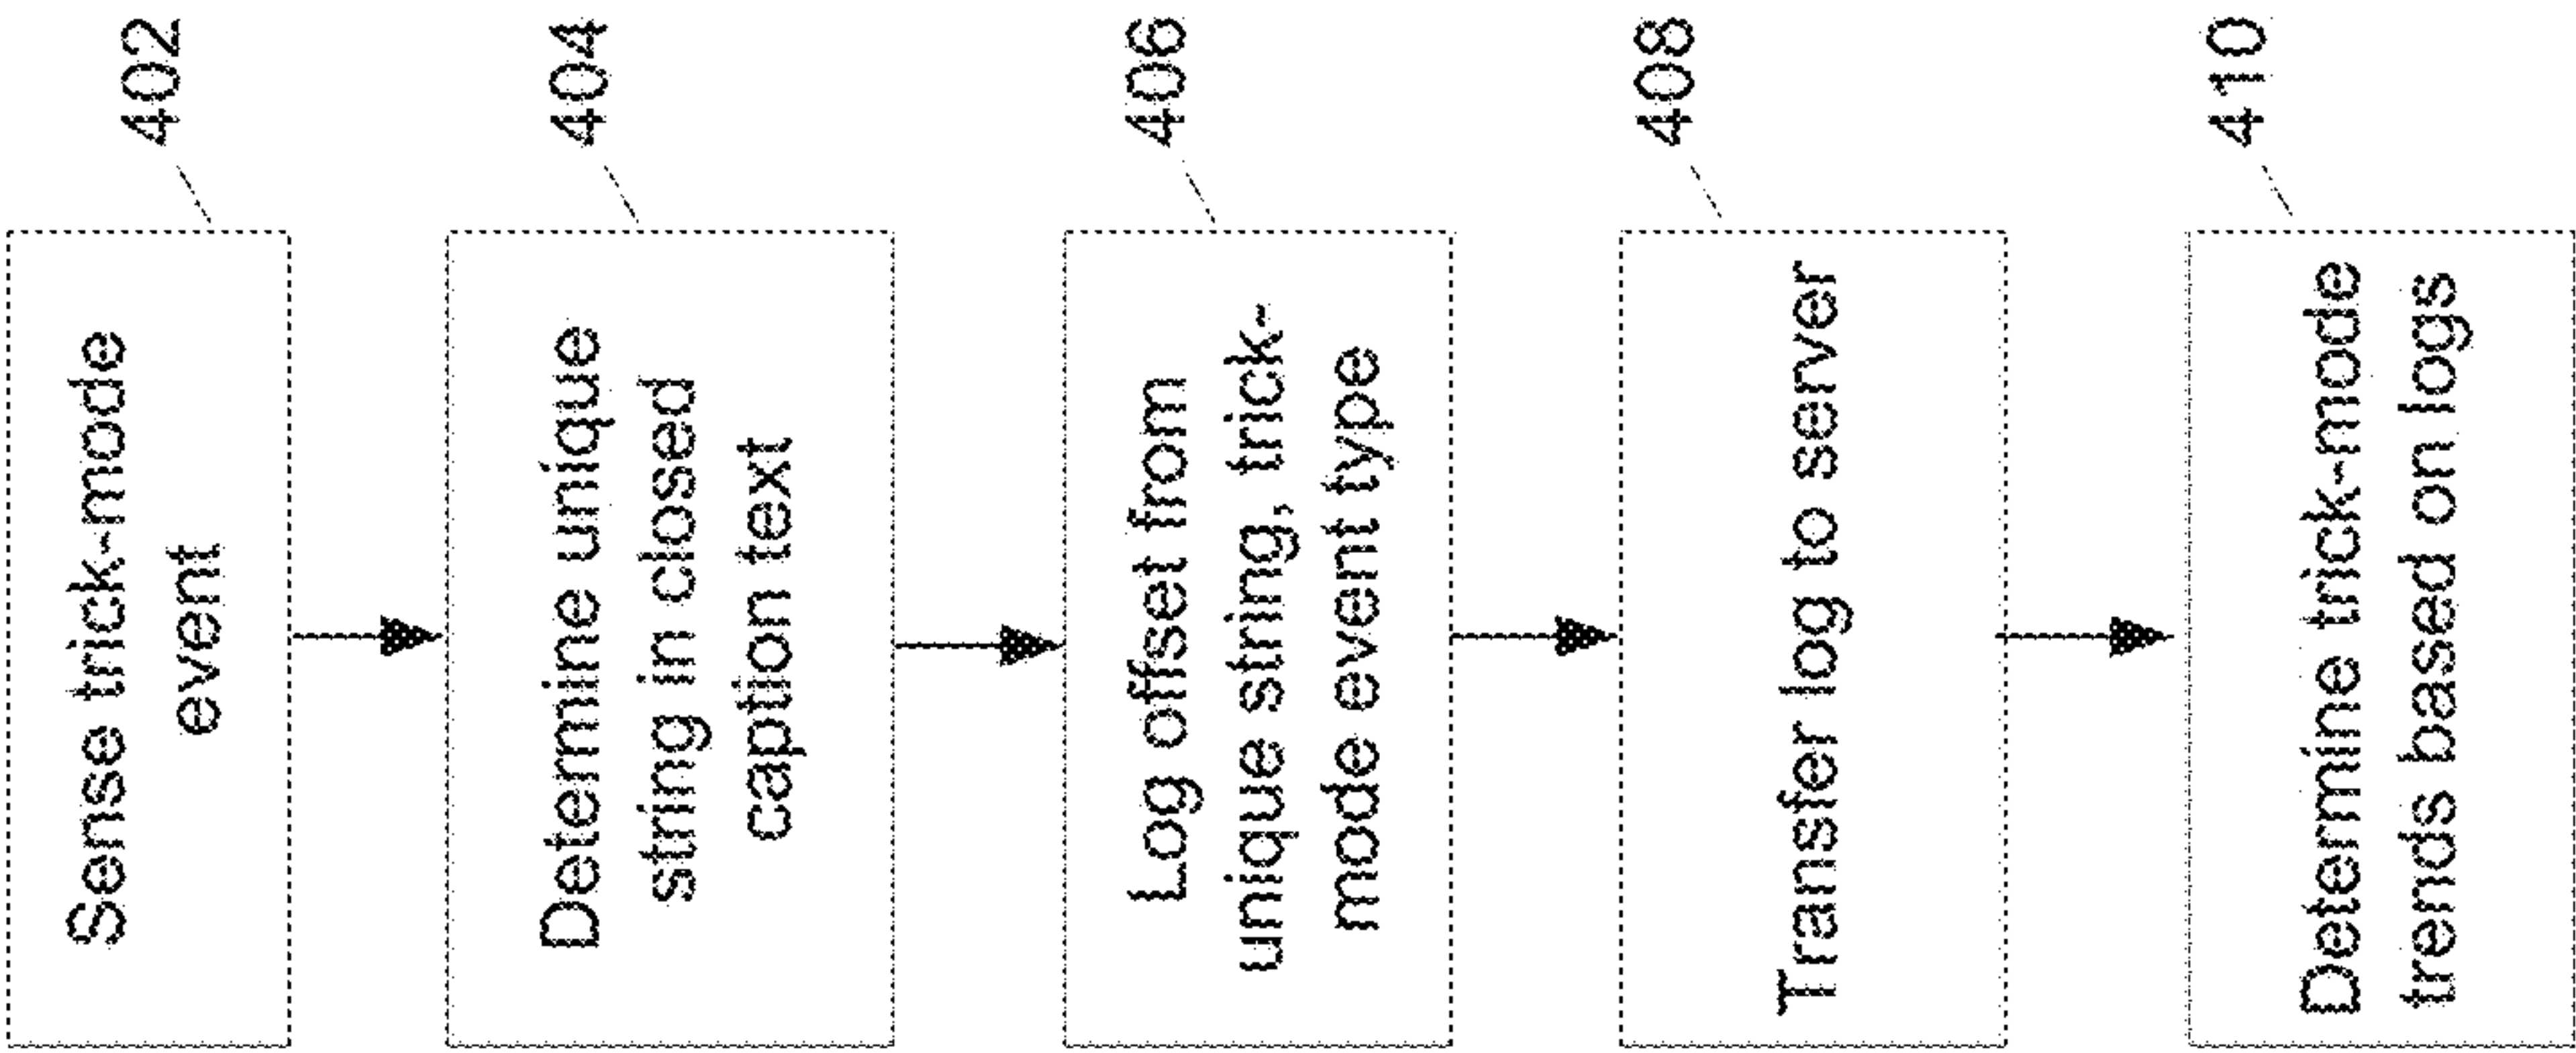 Sense trick-mode
event
402
Determine unique
string in closed
caption text
404
Log offset from
unique string, trick-
mode event type
406
Transfer log to server
408
Determine trick-mode
trends based on logs
410